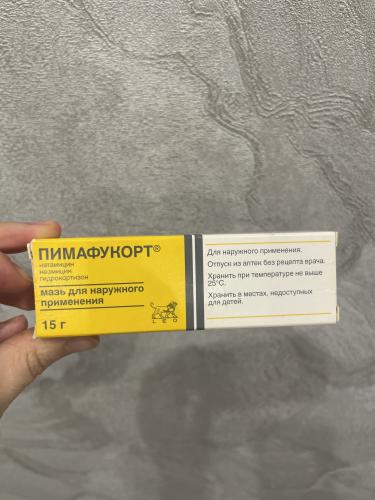 ПИМАФУКОРТ®
натамицин
неомицин
гидрокортизон
мазь для наружного
применения
15 г
LEO
Для наружного применения.
Отпуск из аптек без рецепта врача.
Хранить при температуре не выше
25°C.
Хранить в местах, недоступных
для детей.